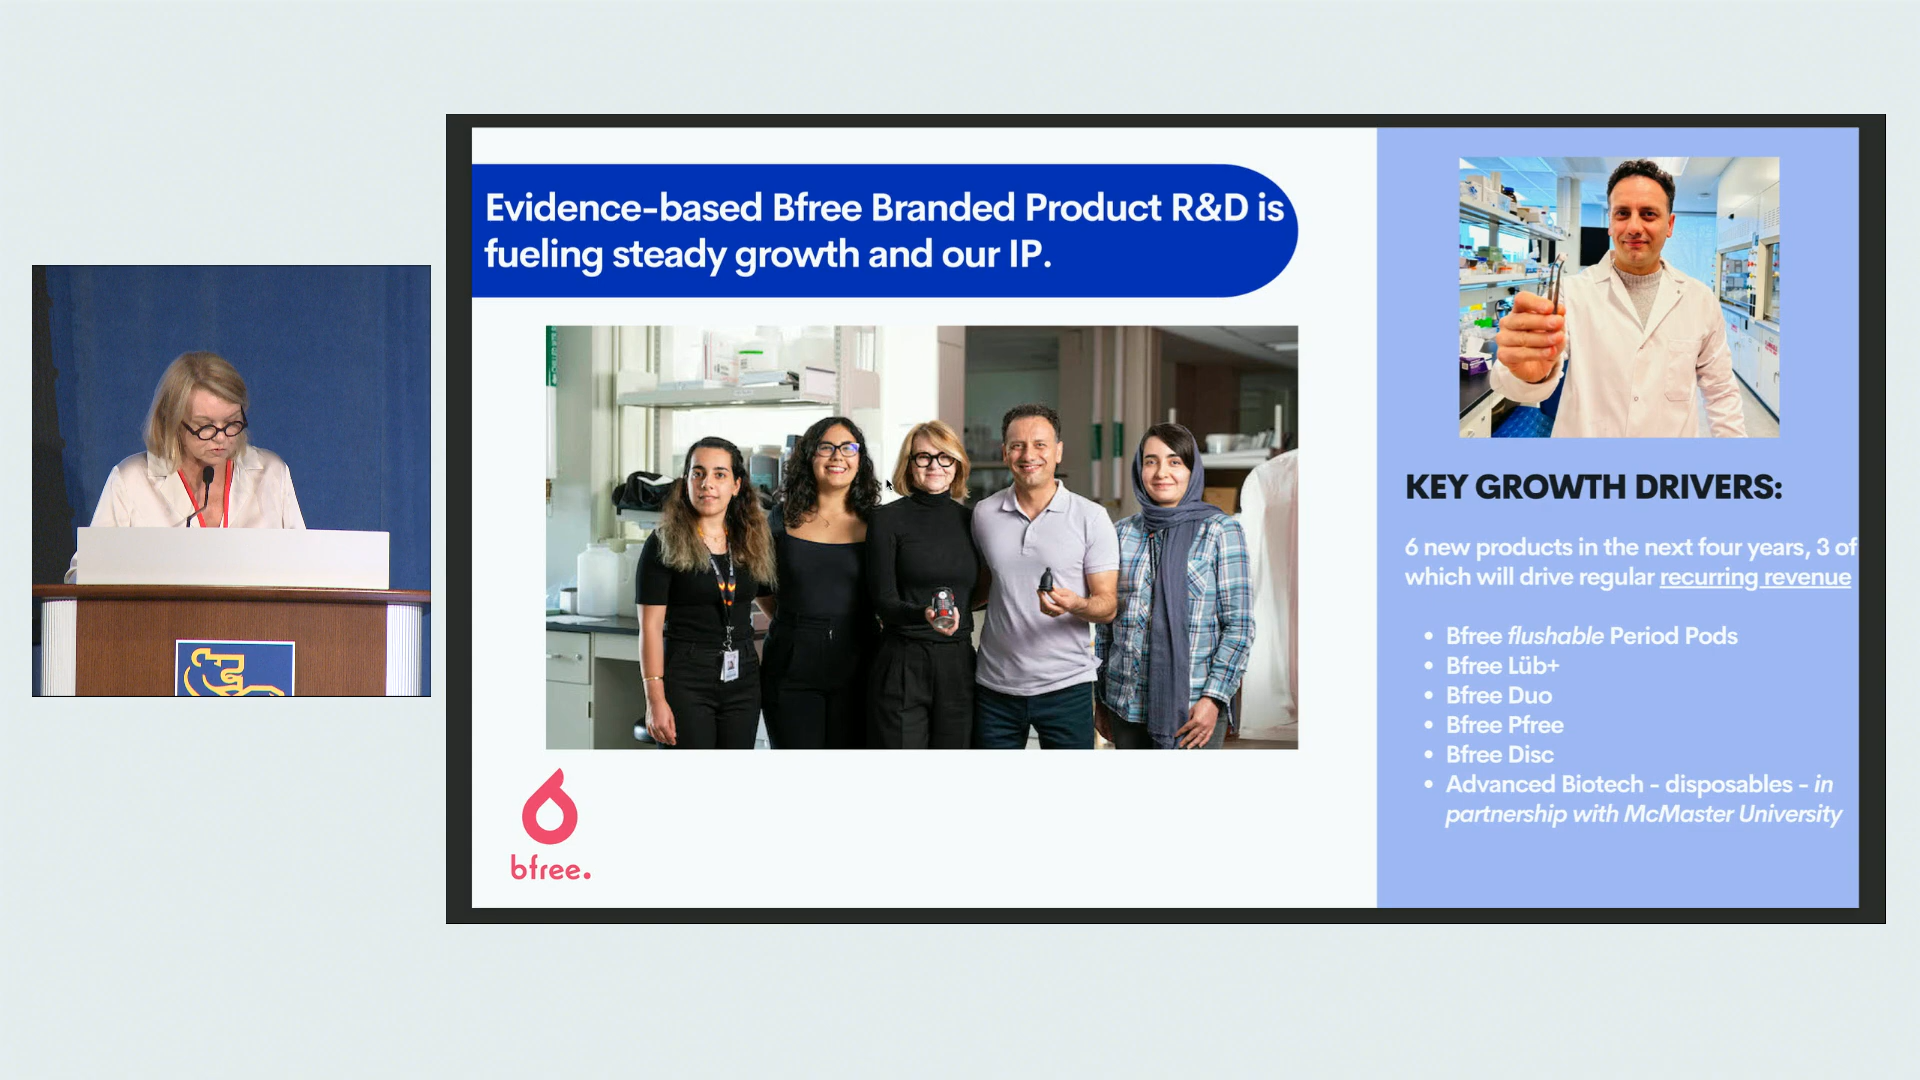 Evidence-based Bfree Branded Product R&D is
fueling steady growth and our IP.
bfree.
KEY GROWTH DRIVERS:
6 new products in the next four years, 3 of
which will drive regular recurring revenue
• Bfree flushable Period Pods
• Bfree Lüb+
• Bfree Duo
• Bfree Pfree
• Bfree Disc
• Advanced Biotech - disposables - in
partnership with McMaster University